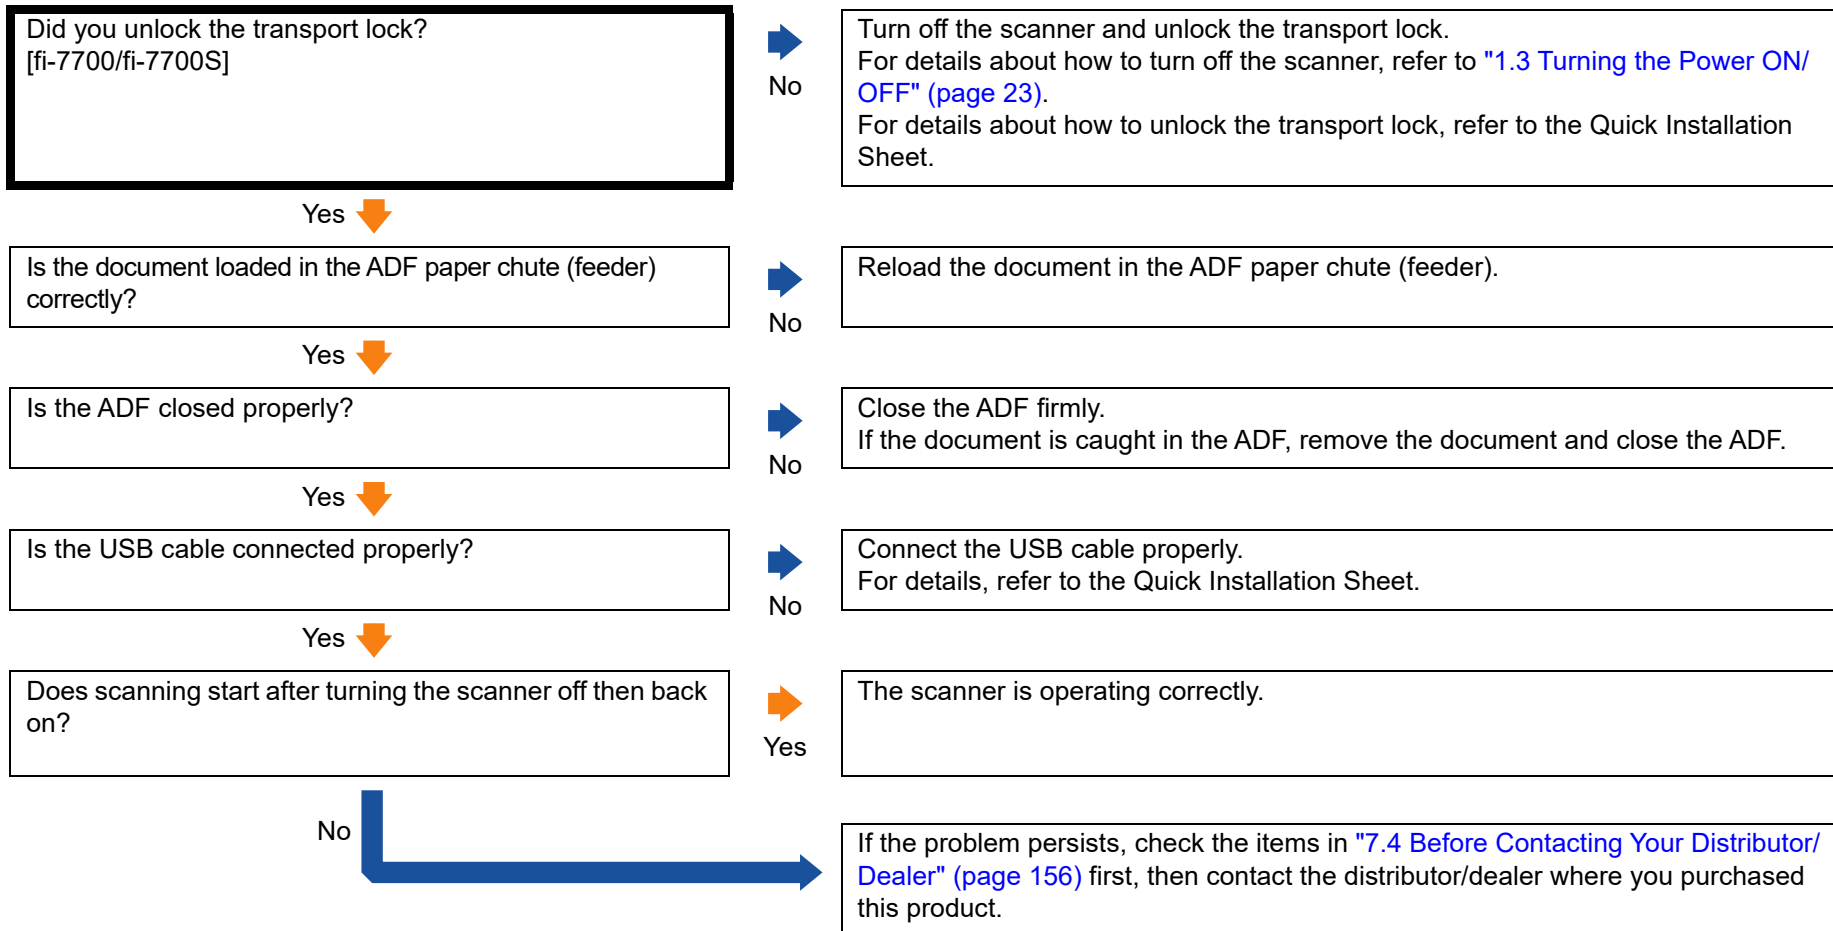 Did you unlock the transport lock?
[fi-7700/fi-7700S]
No
Turn off the scanner and unlock the transport lock.
For details about how to turn off the scanner, refer to "1.3 Turning the Power ON/
OFF" (page 23).
For details about how to unlock the transport lock, refer to the Quick Installation
Sheet.
Yes
Is the document loaded in the ADF paper chute (feeder)
correctly?
No
Reload the document in the ADF paper chute (feeder).
Yes
Is the ADF closed properly?
No
Close the ADF firmly.
If the document is caught in the ADF, remove the document and close the ADF.
Yes
Is the USB cable connected properly?
No
Connect the USB cable properly.
For details, refer to the Quick Installation Sheet.
Yes
Does scanning start after turning the scanner off then back
on?
Yes
The scanner is operating correctly.
No
If the problem persists, check the items in "7.4 Before Contacting Your Distributor/
Dealer" (page 156) first, then contact the distributor/dealer where you purchased
this product.